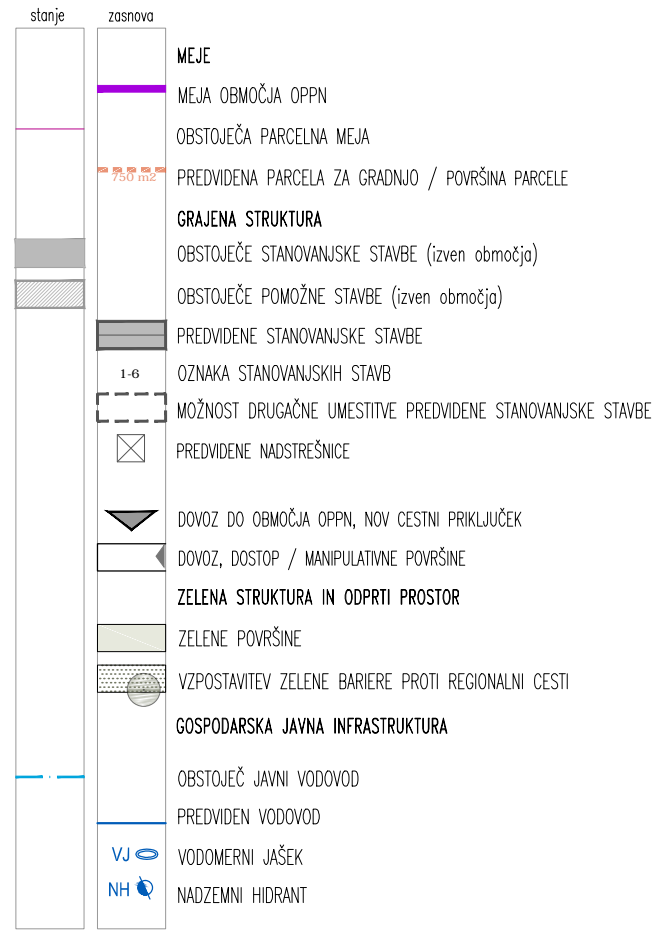 stanje zasnova
MEJE
MEJA OBMOČJA OPPN
OBSTOJEČA PARCELNA MEJA
750 m2 PREDVIDENA PARCELA ZA GRADNJO / POVRŠINA PARCELE
GRAJENA STRUKTURA
OBSTOJEČE STANOVANJSKE STAVBE (izven območja)
OBSTOJEČE POMOŽNE STAVBE (izven območja)
PREDVIDENE STANOVANJSKE STAVBE
1-6 OZNAKA STANOVANJSKIH STAVB
MOŽNOST DRUGAČNE UMESTITVE PREDVIDENE STANOVANJSKE STAVBE
PREDVIDENE NADSTREŠNICE
DOVOZ DO OBMOČJA OPPN, NOV CESTNI PRIKLJUČEK
DOVOZ, DOSTOP / MANIPULATIVNE POVRŠINE
ZELENA STRUKTURA IN ODPRTI PROSTOR
ZELENE POVRŠINE
VZPOSTAVITEV ZELENE BARIERE PROTI REGIONALNI CESTI
GOSPODARSKA JAVNA INFRASTRUKTURA
OBSTOJEČ JAVNI VODOVOD
PREDVIDEN VODOVOD
VJ VODOMERNI JAŠEK
NH NADZEMNI HIDRANT